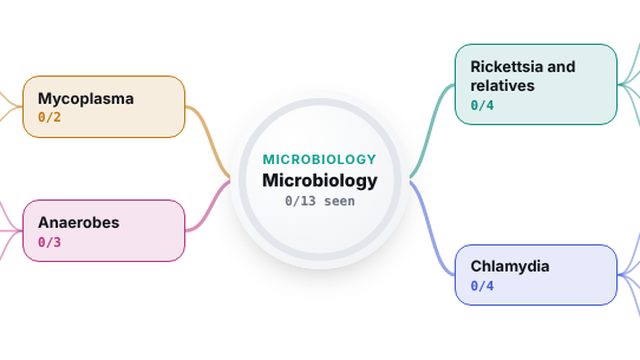 Mycoplasma
0/2
Anaerobes
0/3
MICROBIOLOGY
Microbiology
0/13 seen
Rickettsia and
relatives
0/4
Chlamydia
0/4